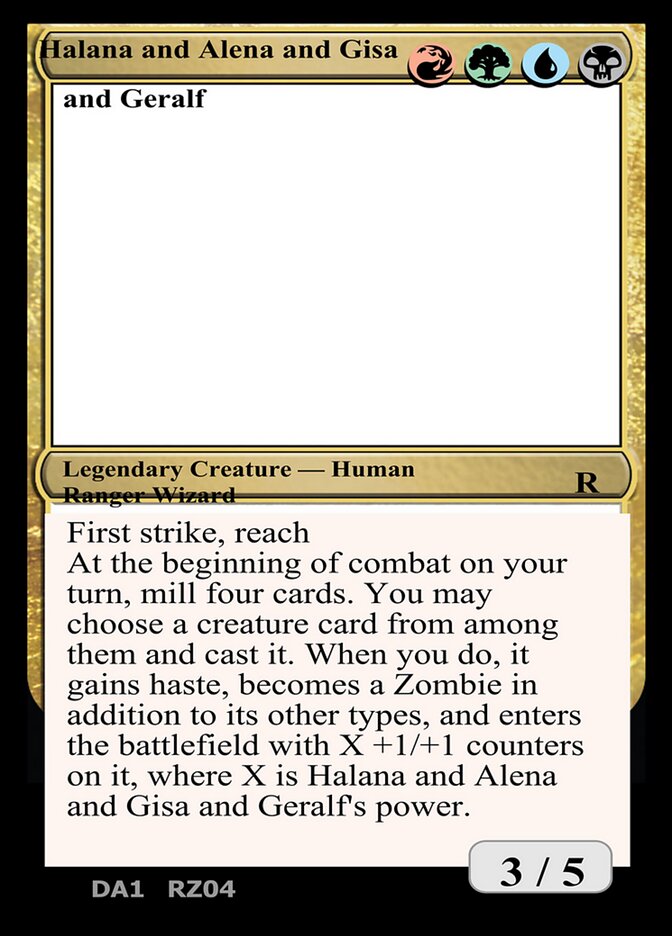 Halana and Alena and Gisa
and Geralf
Legendary Creature — Human
Ranger Wizard
R
First strike, reach
At the beginning of combat on your
turn, mill four cards. You may
choose a creature card from among
them and cast it. When you do, it
gains haste, becomes a Zombie in
addition to its other types, and enters
the battlefield with X +1/+1 counters
on it, where X is Halana and Alena
and Gisa and Geralf's power.
3 / 5
DA1 RZ04